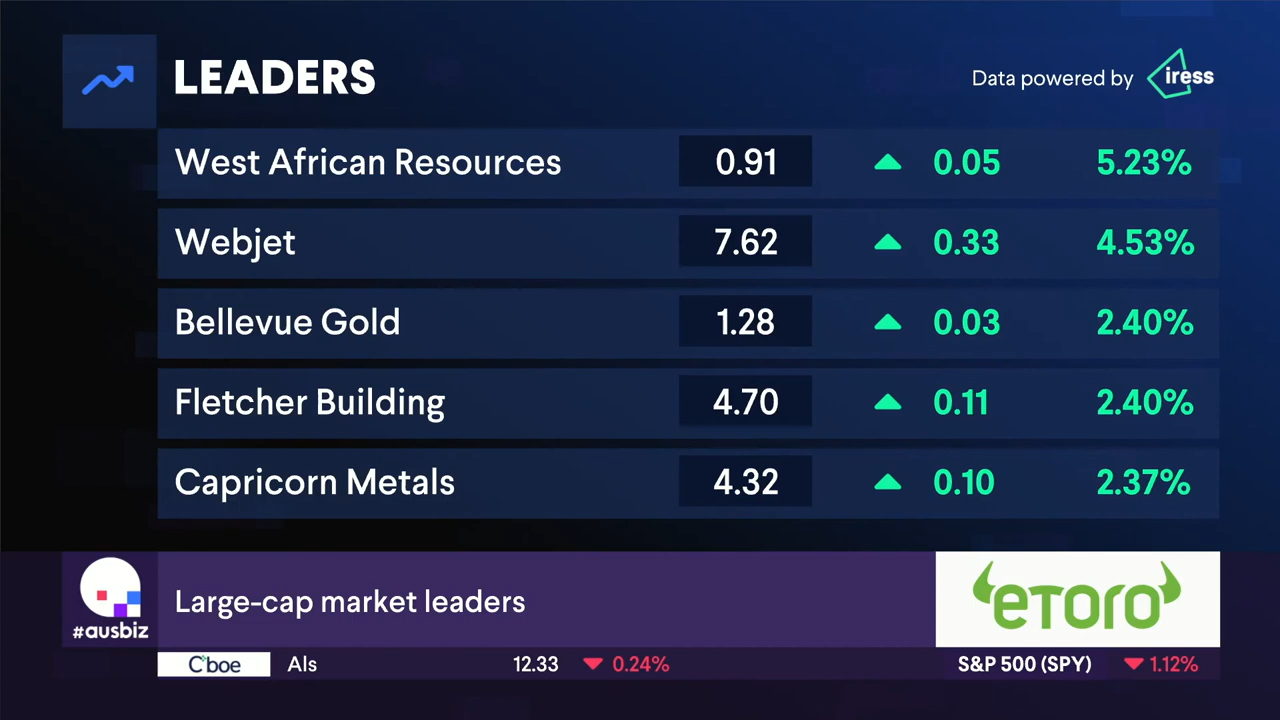 LEADERS
Data powered by iress
West African Resources 0.91 ▲ 0.05 5.23%
Webjet 7.62 ▲ 0.33 4.53%
Bellevue Gold 1.28 ▲ 0.03 2.40%
Fletcher Building 4.70 ▲ 0.11 2.40%
Capricorn Metals 4.32 ▲ 0.10 2.37%
Large-cap market leaders
#ausbiz
eTORO
Cboe Als 12.33 ▼ 0.24% S&P 500 (SPY) ▼ 1.12%